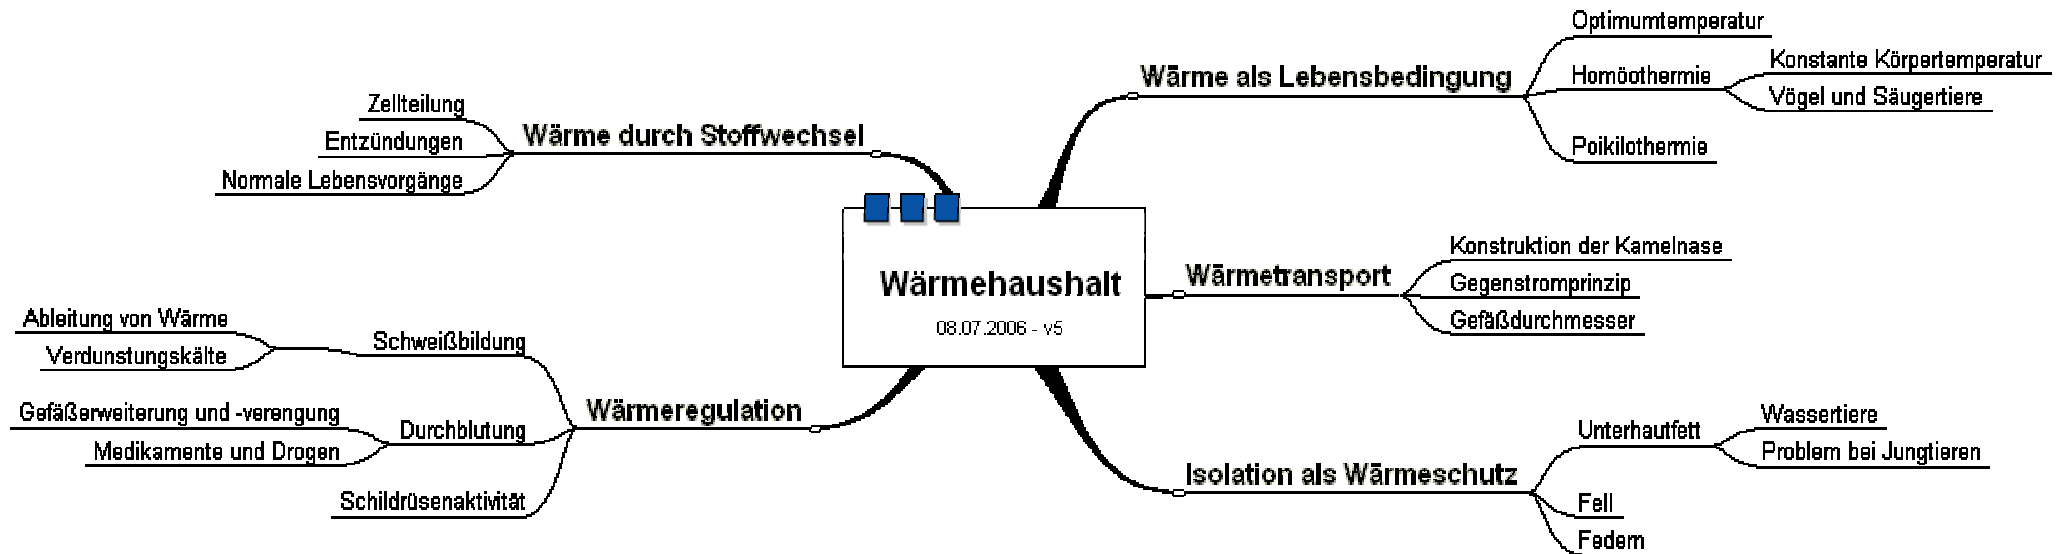 Wärmehaushalt
08.07.2006 - v5
Wärme als Lebensbedingung
Optimumtemperatur
Homöothermie
Konstante Körpertemperatur
Vögel und Säugertiere
Poikilothermie
Wärmetransport
Konstruktion der Kamelnase
Gegenstromprinzip
Gefäßdurchmesser
Isolation als Wärmeschutz
Unterhautfett
Wassertiere
Problem bei Jungtieren
Fell
Federn
Wärme durch Stoffwechsel
Zellteilung
Entzündungen
Normale Lebensvorgänge
Wärmeregulation
Schweißbildung
Ableitung von Wärme
Verdunstungskälte
Durchblutung
Gefäßerweiterung und -verengung
Medikamente und Drogen
Schildrüsenaktivität